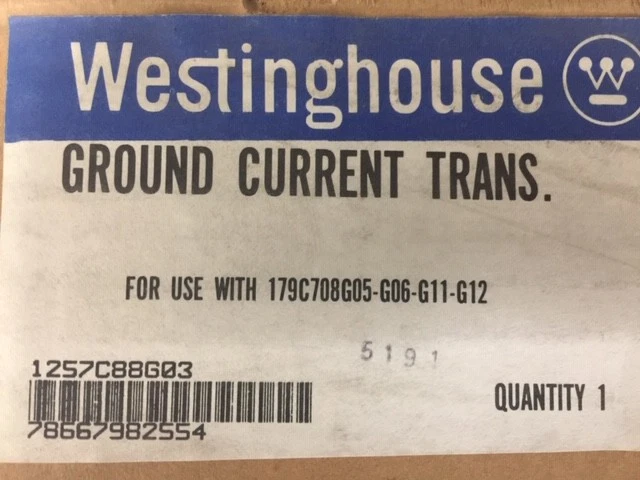 Westinghouse
GROUND CURRENT TRANS.
FOR USE WITH 179C708G05-G06-G11-G12
5191
1257C88G03
78667982554
QUANTITY 1